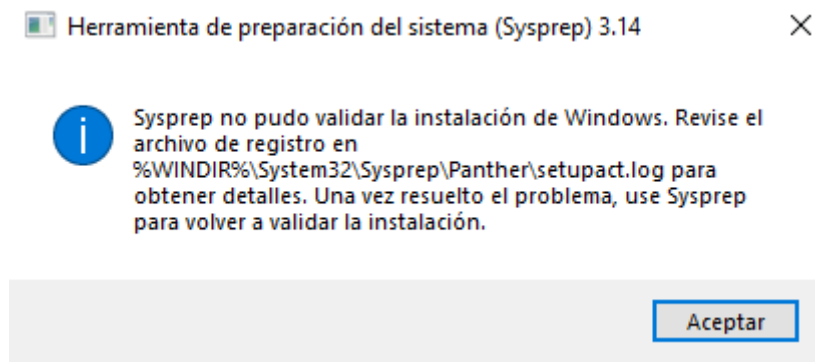 Herramienta de preparación del sistema (Sysprep) 3.14
Sysprep no pudo validar la instalación de Windows. Revise el
archivo de registro en
%WINDIR%\System32\Sysprep\Panther\setupact.log para
obtener detalles. Una vez resuelto el problema, use Sysprep
para volver a validar la instalación.
Aceptar